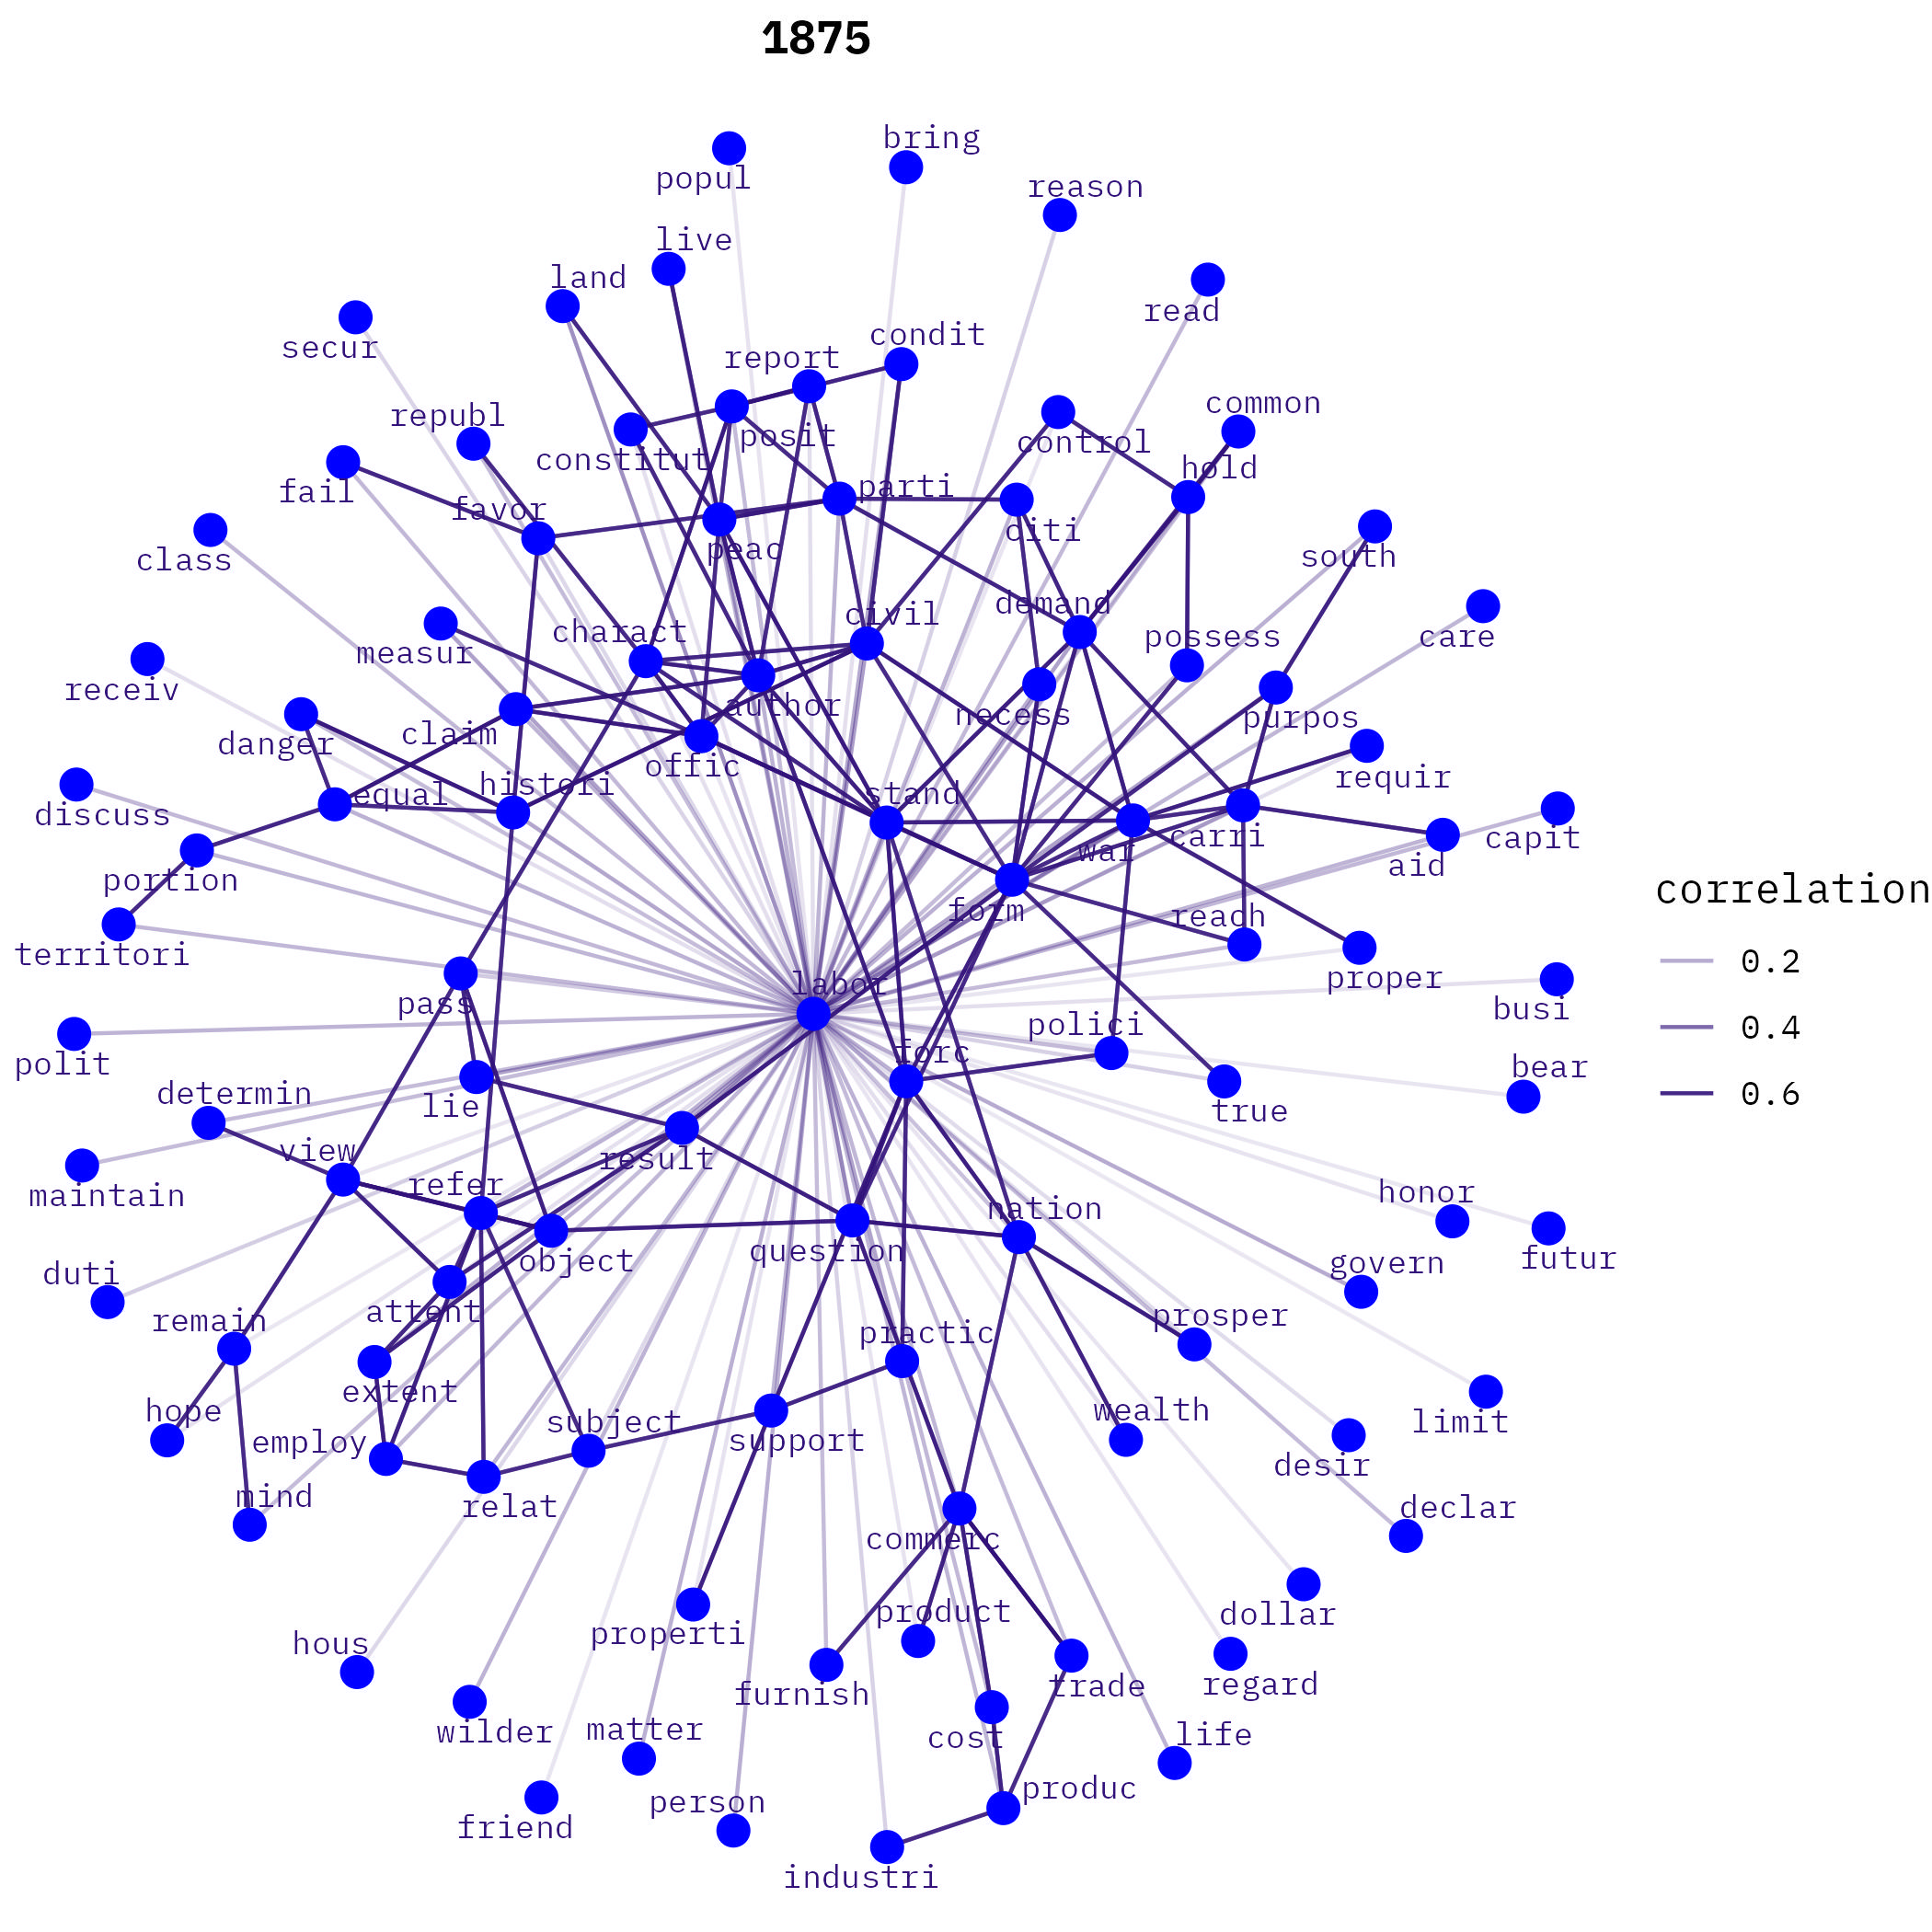 1875
bring
popul
reason
live
land
read
secur
condit
report
common
republ
control
posit
constitut
hold
parti
fail
favor
citi
south
peac
class
demand
civil
charact
possess
care
measur
receiv
author
necess
purpos
claim
danger
offic
requir
histori
equal
stand
discuss
carri
capit
war
aid
portion
correlation
form
reach
territori
0.2
proper
labor
pass
busi
polici
0.4
forc
polit
bear
determin
0.6
lie
true
view
result
refer
maintain
honor
nation
question
object
futur
govern
duti
attent
prosper
remain
practic
extent
hope
wealth
subject
limit
support
employ
desir
mind
relat
declar
commerc
product
dollar
properti
hous
regard
trade
furnish
matter
wilder
life
cost
produc
person
friend
industri